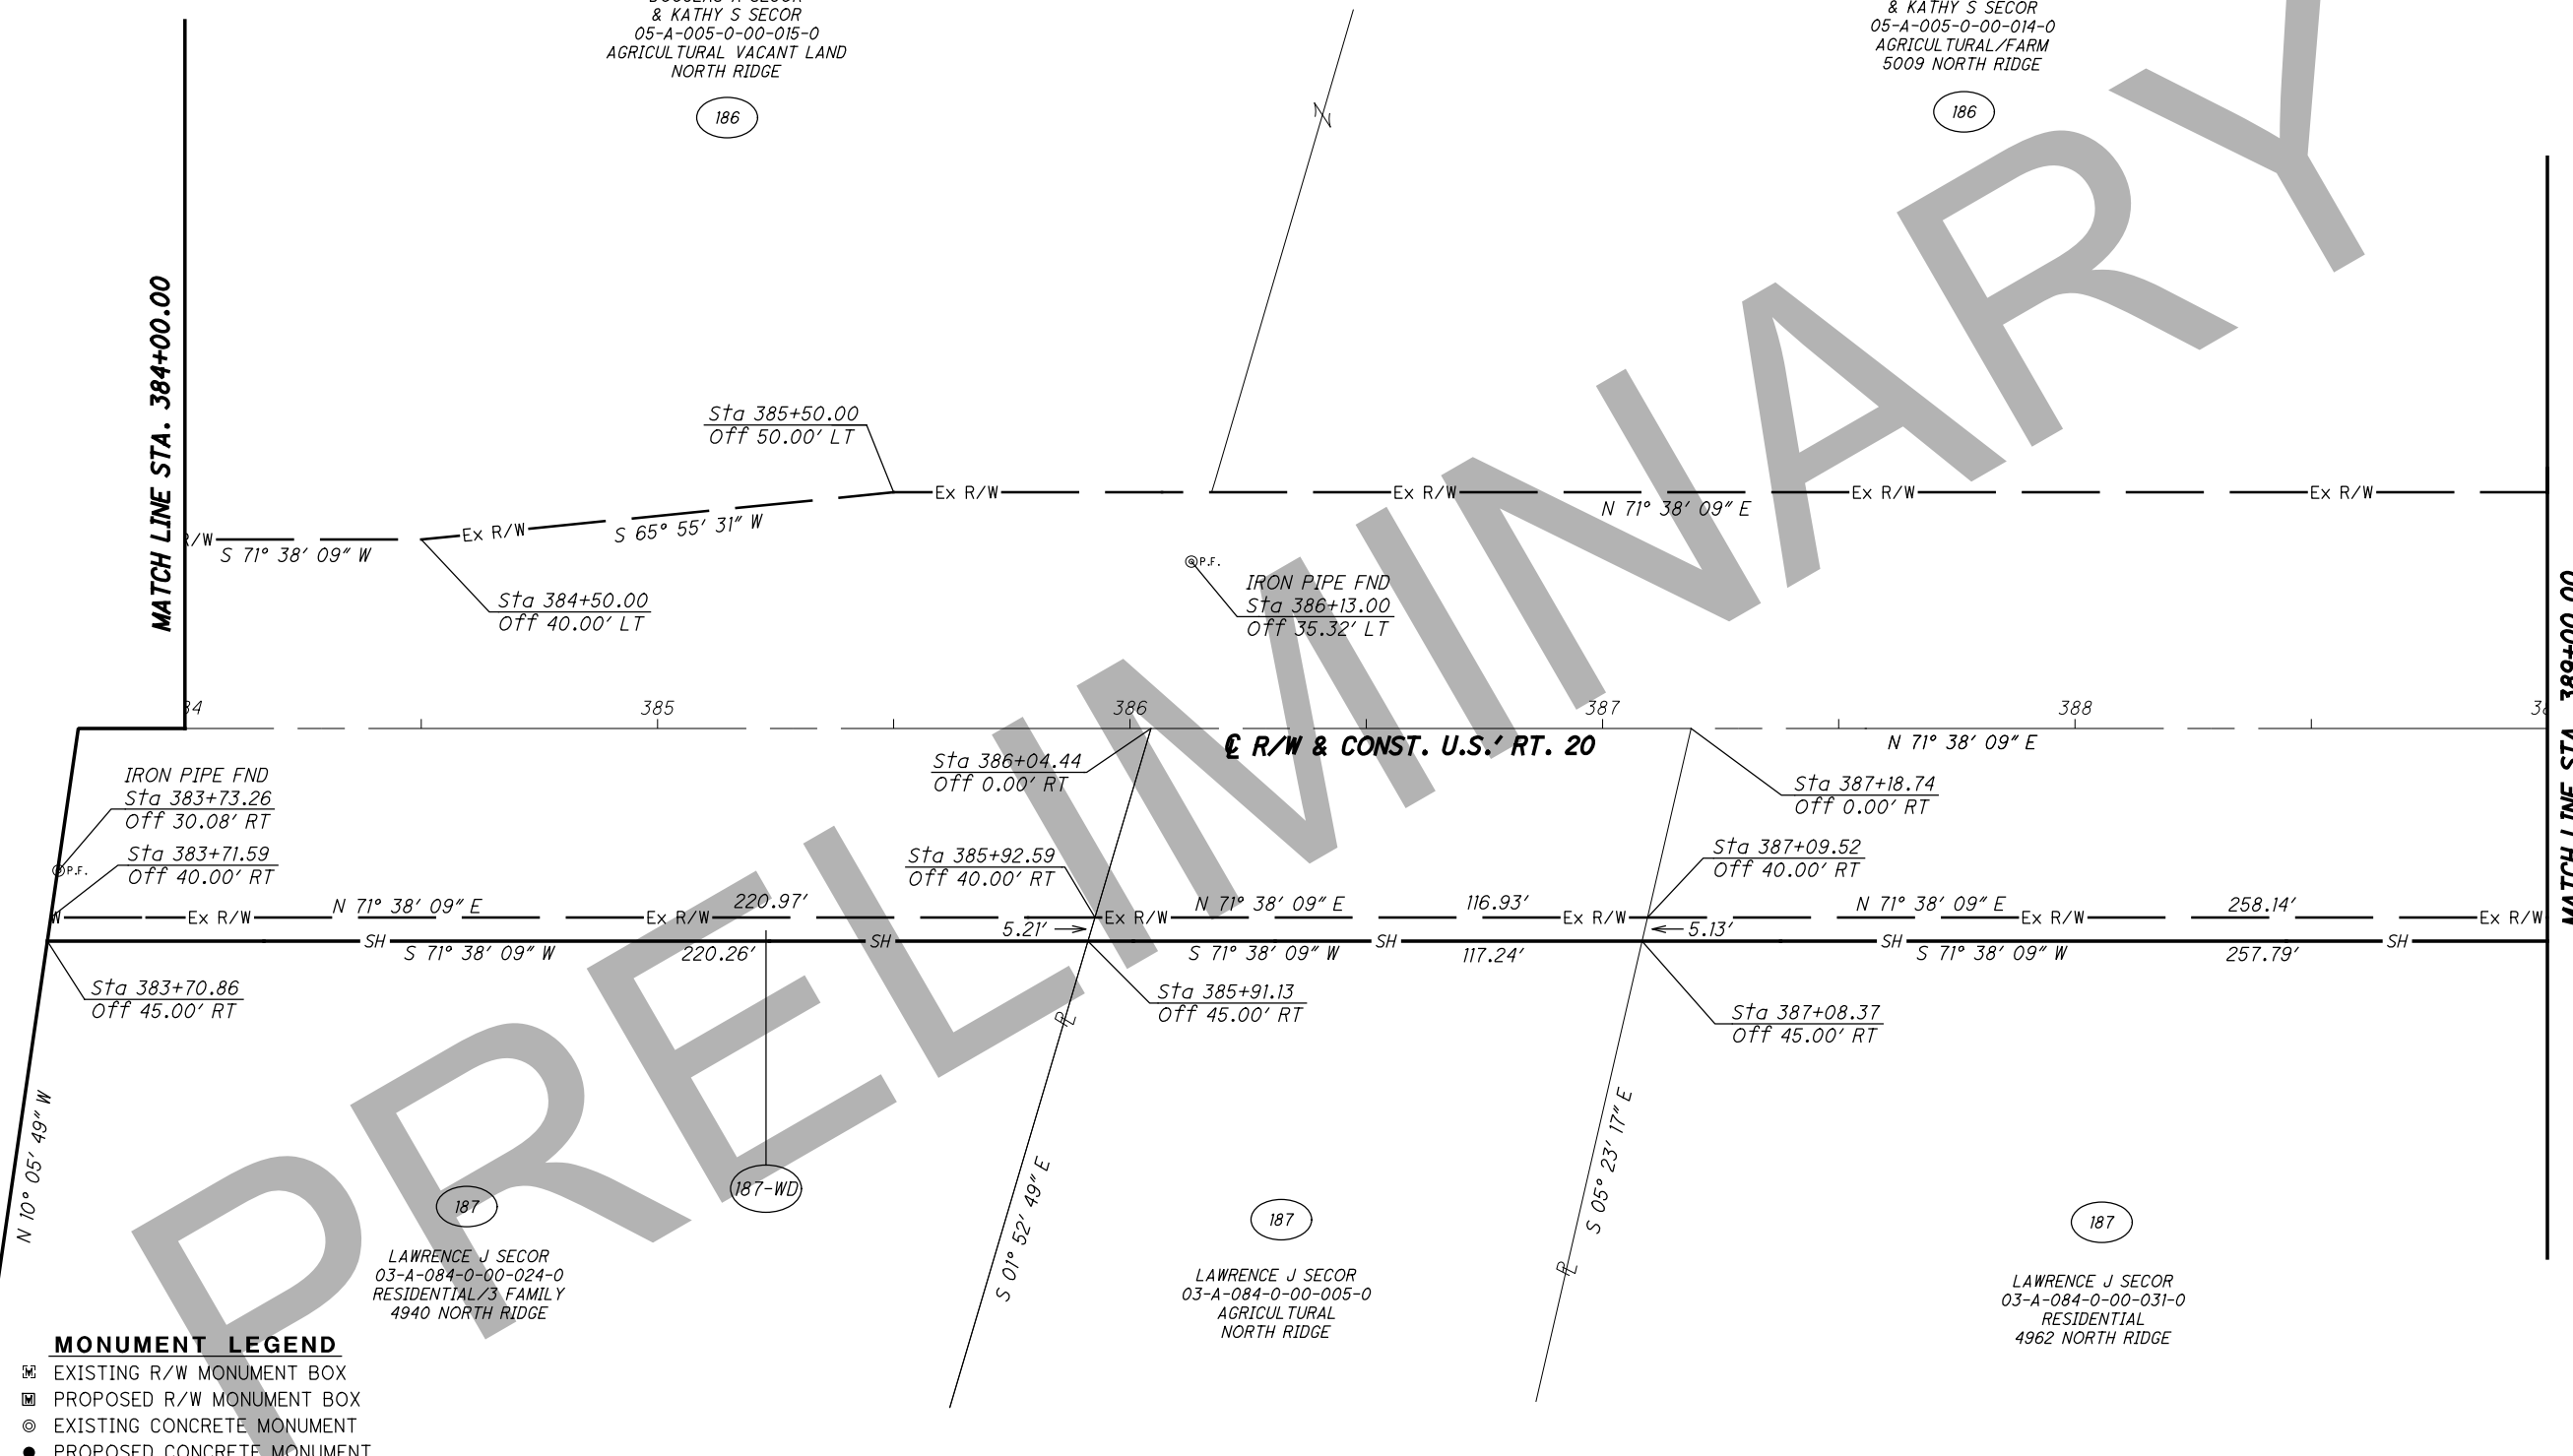 & KATHY S SECOR
05-A-005-0-00-015-0
AGRICULTURAL VACANT LAND
NORTH RIDGE
186
& KATHY S SECOR
05-A-005-0-00-014-0
AGRICULTURAL/FARM
5009 NORTH RIDGE
186
PRELIMINARY
MATCH LINE STA. 384+00.00
Sta 385+50.00
Off 50.00' LT
Ex R/W
Ex R/W
Ex R/W
Ex R/W
N 71° 38' 09" E
R/W
S 71° 38' 09" W
Ex R/W
S 65° 55' 31" W
Sta 384+50.00
Off 40.00' LT
P.F.
IRON PIPE FND
Sta 386+13.00
Off 35.32' LT
MATCH LINE STA. 389+00.00
84
385
386
387
388
38
℄ R/W & CONST. U.S.' RT. 20
N 71° 38' 09" E
Sta 386+04.44
Off 0.00' RT
Sta 387+18.74
Off 0.00' RT
IRON PIPE FND
Sta 383+73.26
Off 30.08' RT
P.F.
Sta 383+71.59
Off 40.00' RT
Sta 385+92.59
Off 40.00' RT
Sta 387+09.52
Off 40.00' RT
W
Ex R/W
N 71° 38' 09" E
Ex R/W
220.97'
Ex R/W
N 71° 38' 09" E
116.93'
Ex R/W
N 71° 38' 09" E
Ex R/W
258.14'
Ex R/W
5.21'
5.13'
SH
S 71° 38' 09" W
220.26'
SH
S 71° 38' 09" W
SH
117.24'
SH
S 71° 38' 09" W
257.79'
SH
Sta 383+70.86
Off 45.00' RT
Sta 385+91.13
Off 45.00' RT
Sta 387+08.37
Off 45.00' RT
PL
N 10° 05' 49" W
S 01° 52' 49" E
S 05° 23' 17" E
PL
187-WD
187
LAWRENCE J SECOR
03-A-084-0-00-024-0
RESIDENTIAL/3 FAMILY
4940 NORTH RIDGE
187
LAWRENCE J SECOR
03-A-084-0-00-005-0
AGRICULTURAL
NORTH RIDGE
187
LAWRENCE J SECOR
03-A-084-0-00-031-0
RESIDENTIAL
4962 NORTH RIDGE
MONUMENT LEGEND
EXISTING R/W MONUMENT BOX
PROPOSED R/W MONUMENT BOX
EXISTING CONCRETE MONUMENT
PROPOSED CONCRETE MONUMENT